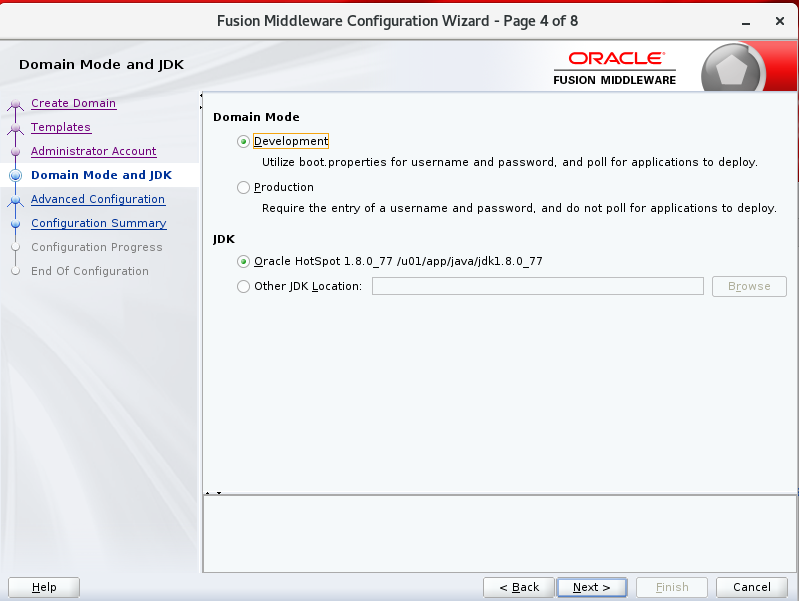 Fusion Middleware Configuration Wizard - Page 4 of 8
Domain Mode and JDK
ORACLE
FUSION MIDDLEWARE
Create Domain
Templates
Administrator Account
Domain Mode and JDK
Advanced Configuration
Configuration Summary
Configuration Progress
End Of Configuration
Domain Mode
Development
Utilize boot.properties for username and password, and poll for applications to deploy.
Production
Require the entry of a username and password, and do not poll for applications to deploy.
JDK
Oracle HotSpot 1.8.0_77 /u01/app/java/jdk1.8.0_77
Other JDK Location:
Browse
Help
< Back
Next >
Finish
Cancel